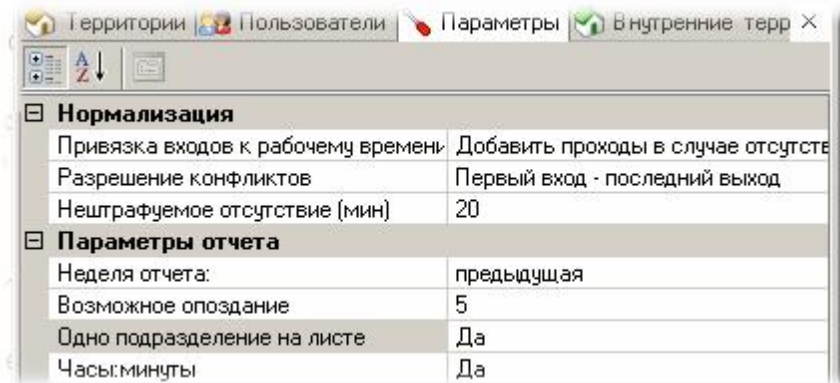 Территории Пользователи Параметры Внутренние терр
Нормализация
Привязка входов к рабочему времени Добавить проходы в случае отсутств
Разрешение конфликтов Первый вход - последний выход
Нештрафуемое отсутствие (мин) 20
Параметры отчета
Неделя отчета: предыдущая
Возможное опоздание 5
Одно подразделение на листе Да
Часы:минуты Да